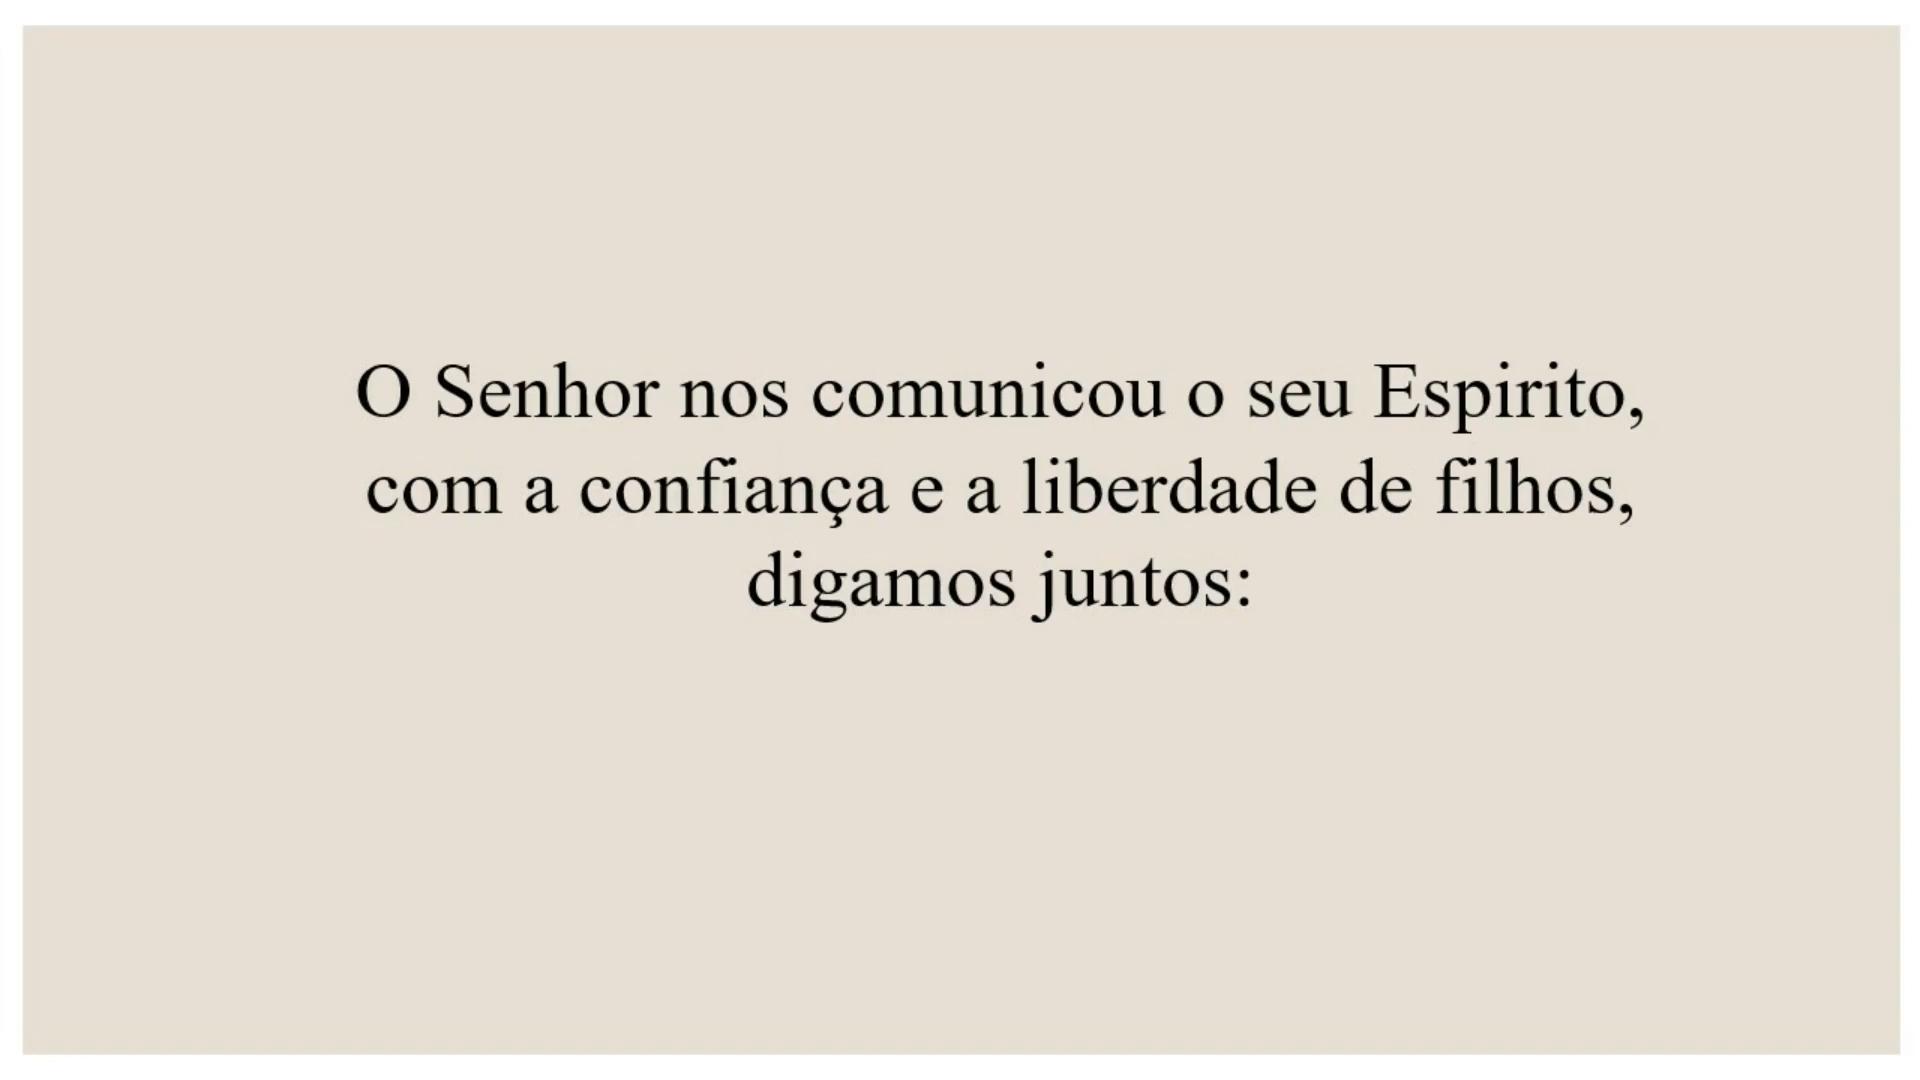 O Senhor nos comunicou o seu Espirito,
com a confiança e a liberdade de filhos,
digamos juntos: